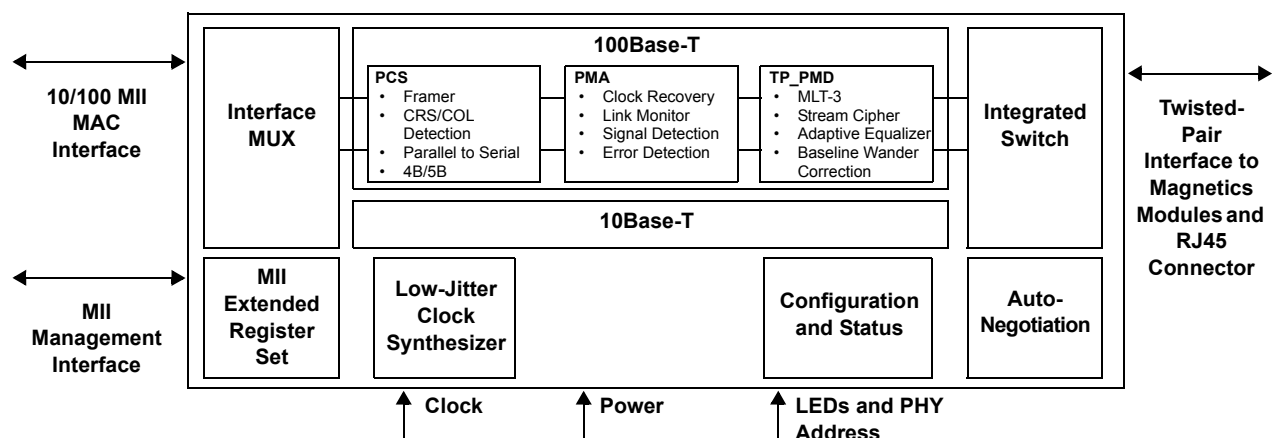 10/100 MII
MAC
Interface
MII
Management
Interface
Interface
MUX
100Base-T
PCS
• Framer
• CRS/COL
Detection
• Parallel to Serial
• 4B/5B
PMA
• Clock Recovery
• Link Monitor
• Signal Detection
• Error Detection
TP_PMD
• MLT-3
• Stream Cipher
• Adaptive Equalizer
• Baseline Wander
Correction
10Base-T
Integrated
Switch
Twisted-
Pair
Interface to
Magnetics
Modules and
RJ45
Connector
MII
Extended
Register
Set
Low-Jitter
Clock
Synthesizer
Configuration
and Status
Auto-
Negotiation
Clock
Power
LEDs and PHY
Address